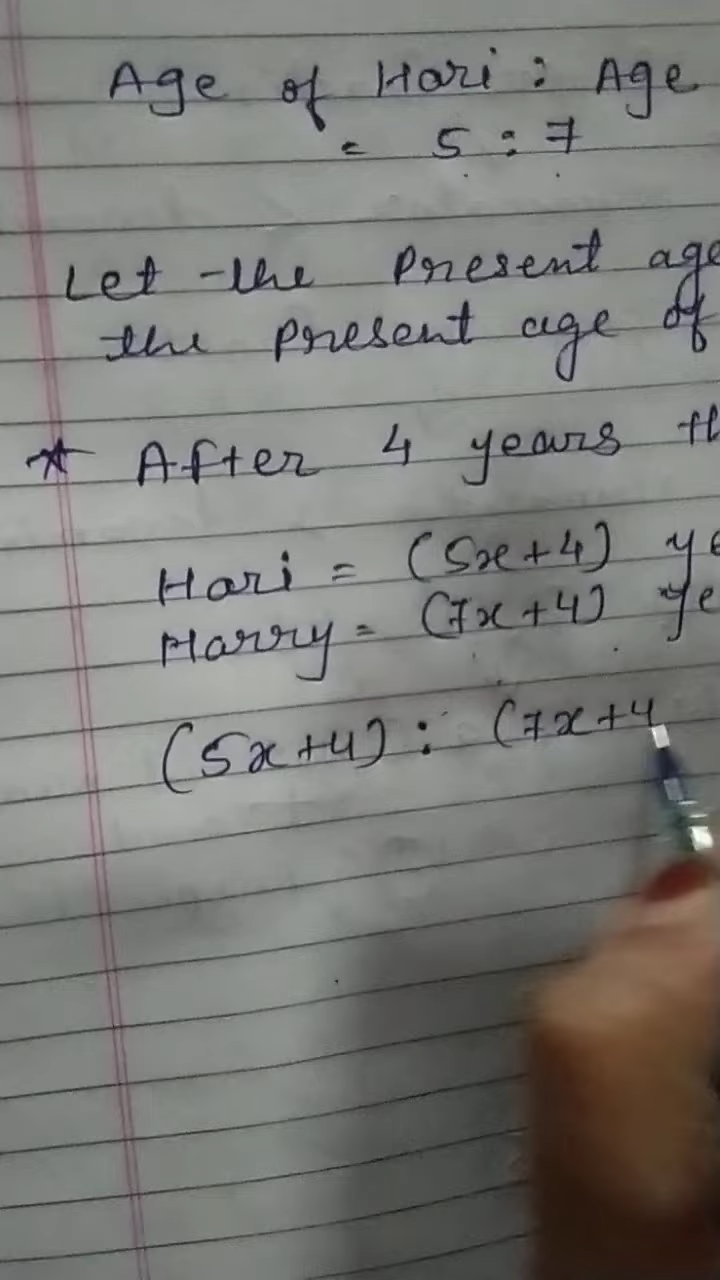 Age of Hari : Age
= 5 : 7
Let the Present age
the Present age of
* After 4 years
Hari = (5x+4)
Harry = (7x+4)
(5x+4) : (7x+4